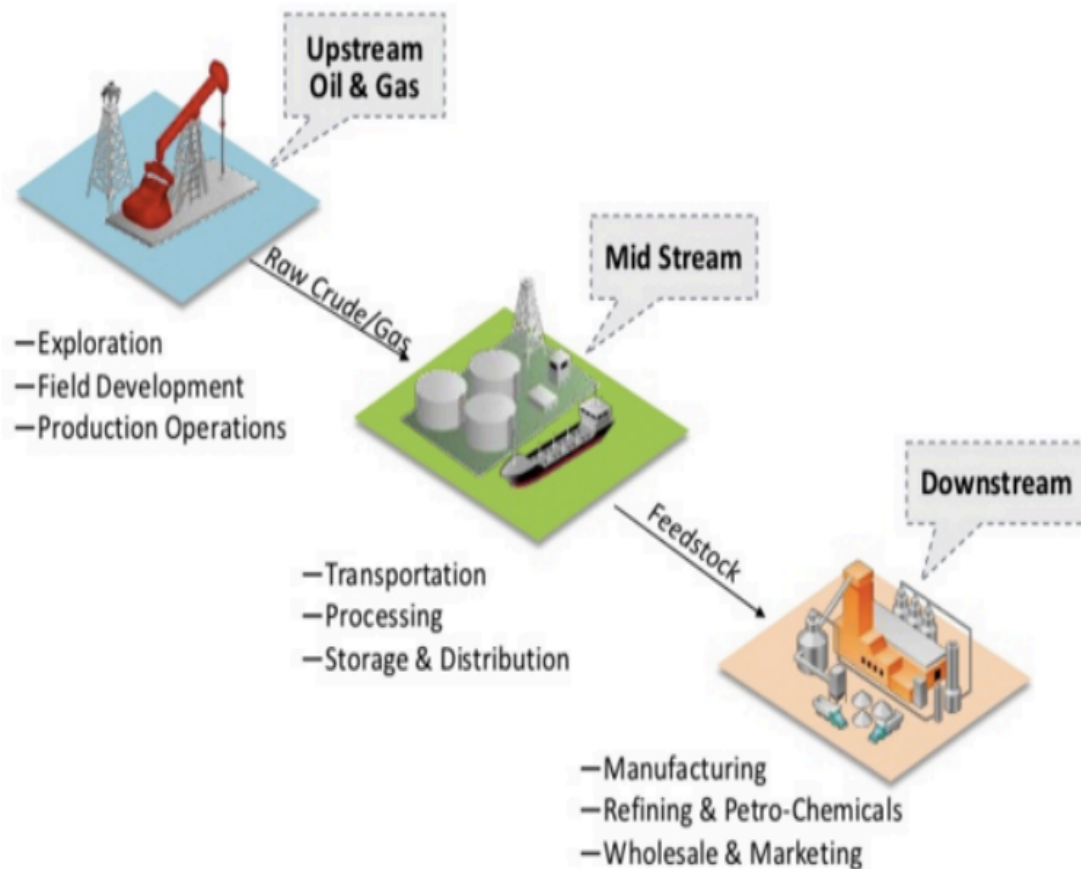 Upstream
Oil & Gas
Raw Crude/Gas
Mid Stream
—Exploration
—Field Development
—Production Operations
Feedstock
Downstream
—Transportation
—Processing
—Storage & Distribution
—Manufacturing
—Refining & Petro-Chemicals
—Wholesale & Marketing